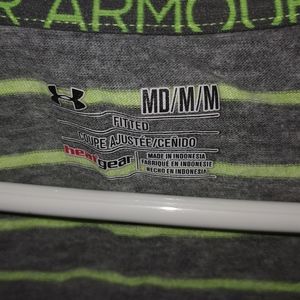 R ARMOUR
MD/M/M
FITTED
COUPE AJUSTÉE/CEÑIDO
heatgear
MADE IN INDONESIA
FABRIQUÉ EN INDONÉSIE
HECHO EN INDONESIA